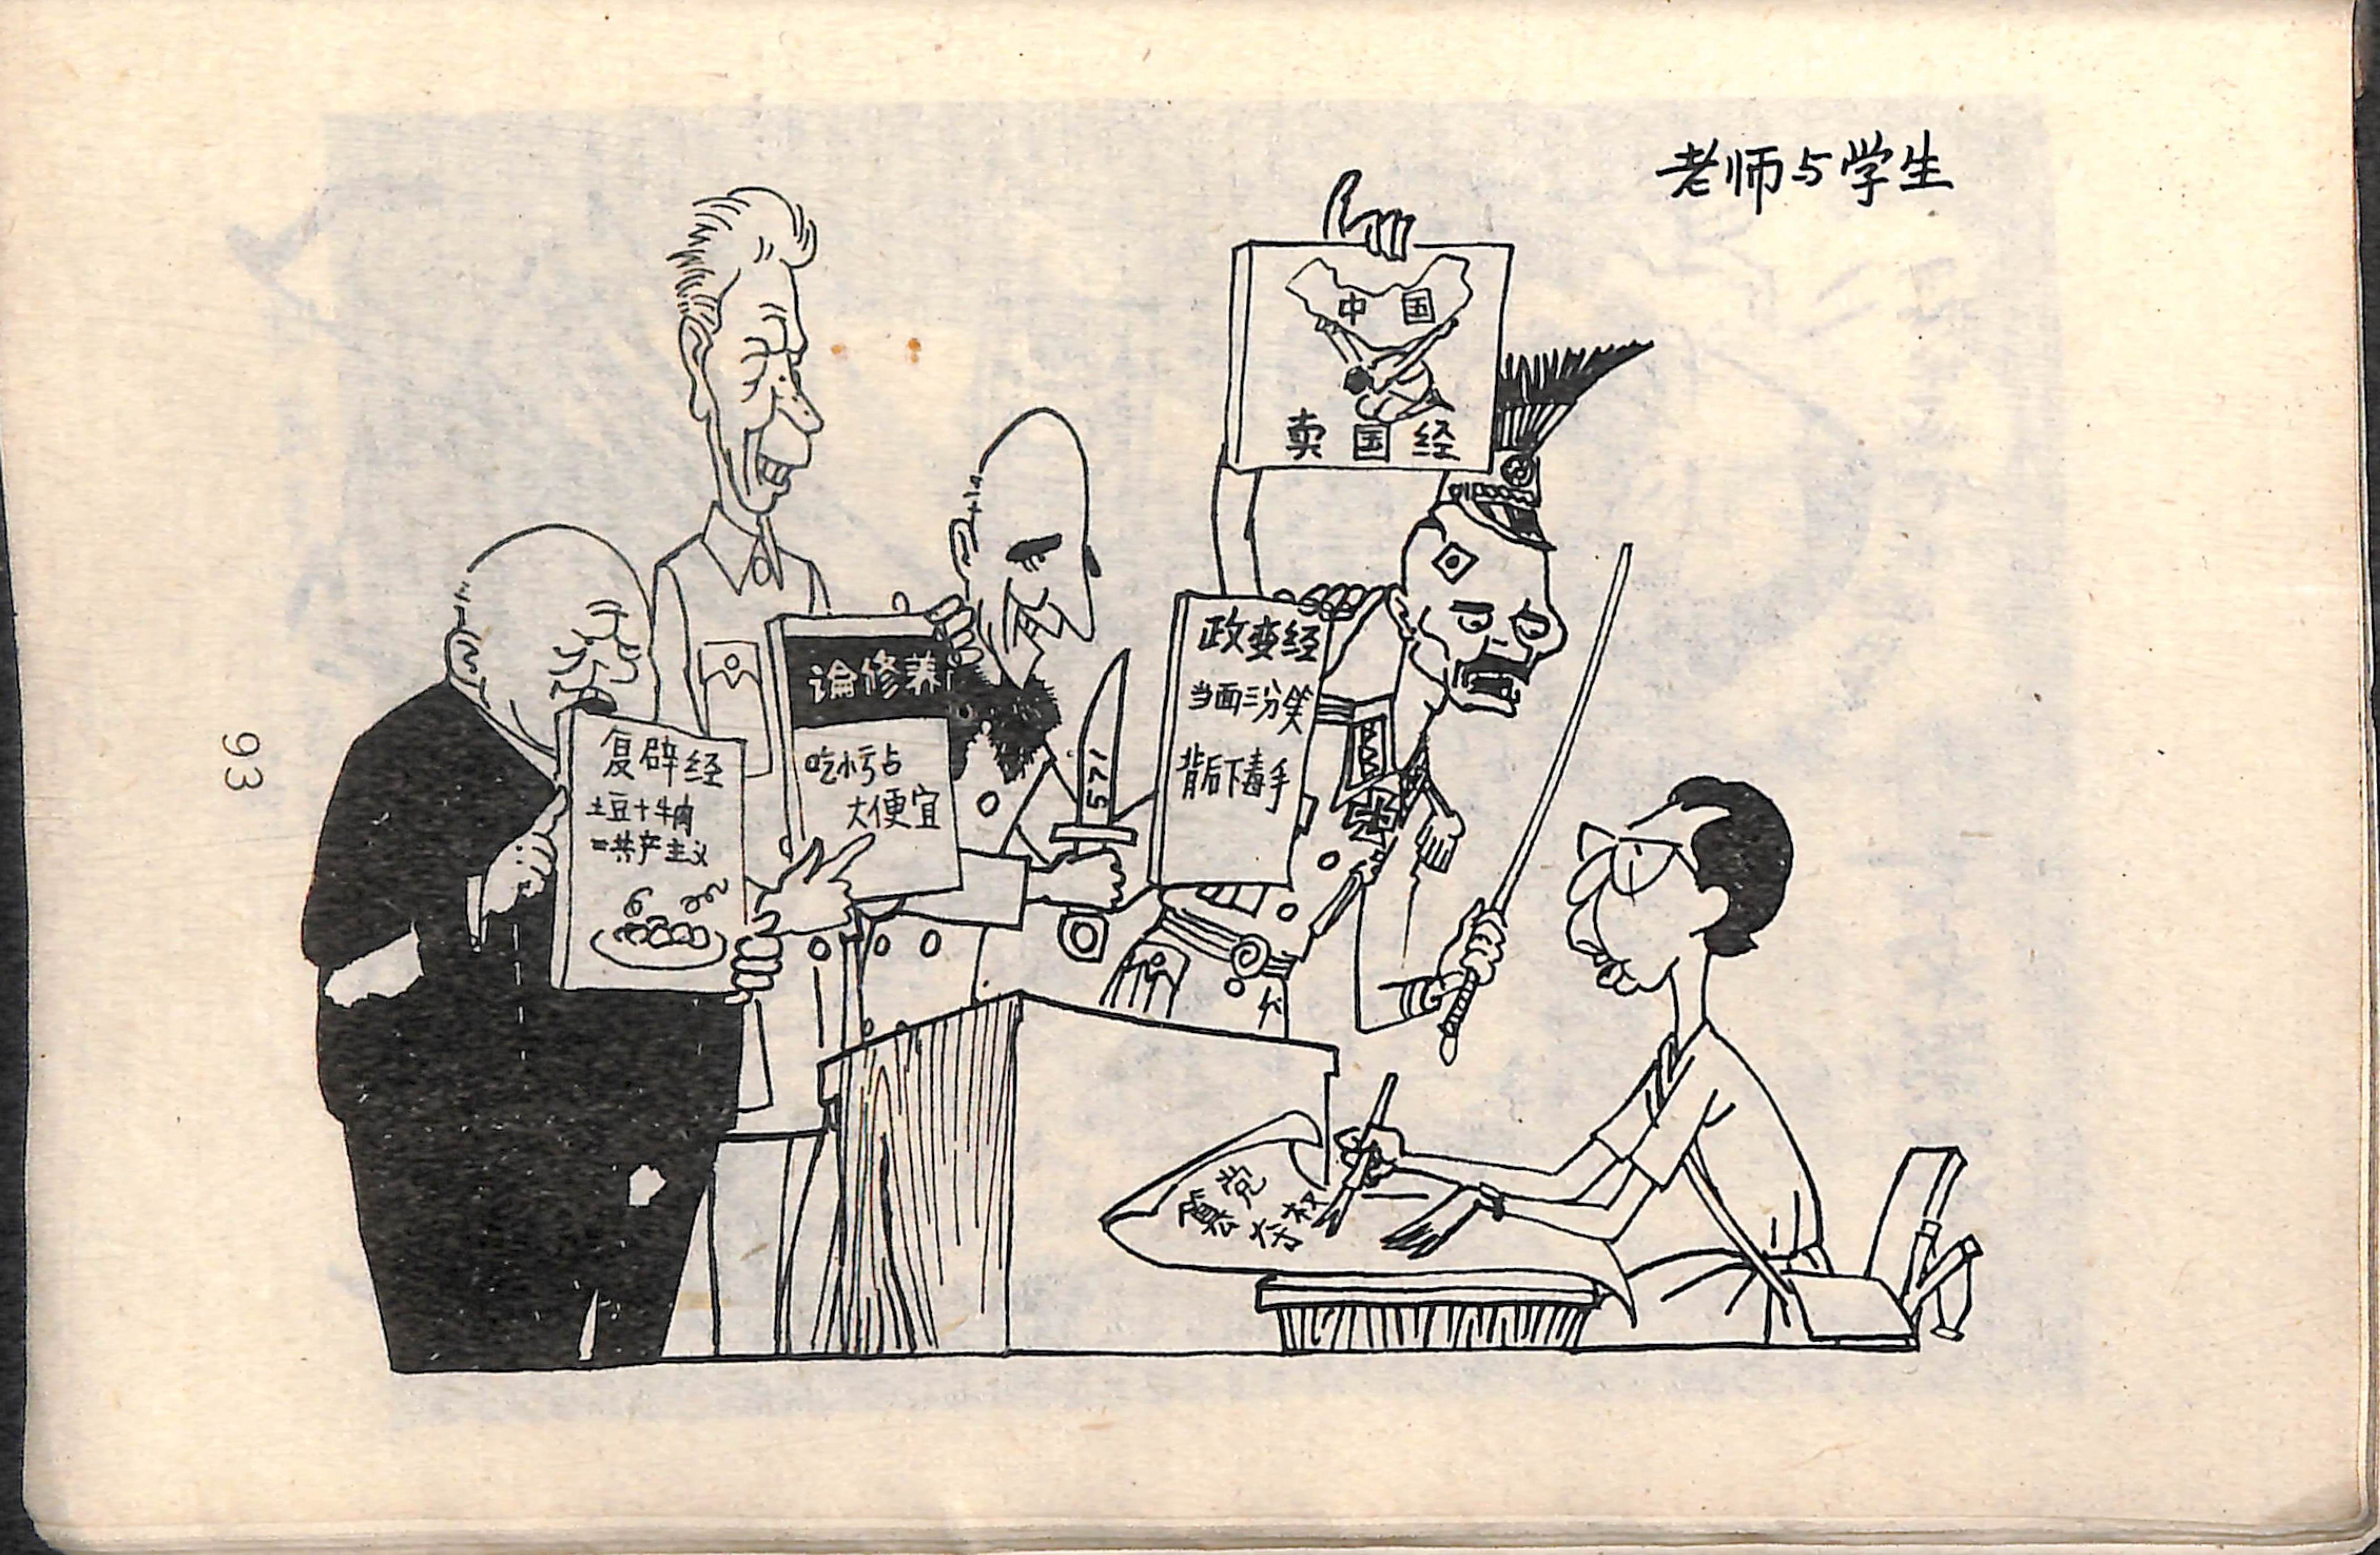 老师与学生
中国
卖国经
政变经
当面三分笑
背后下毒手
571
论修养
吃小亏占
大便宜
复辟经
土豆+牛肉
=共产主义
篡党
夺权
93